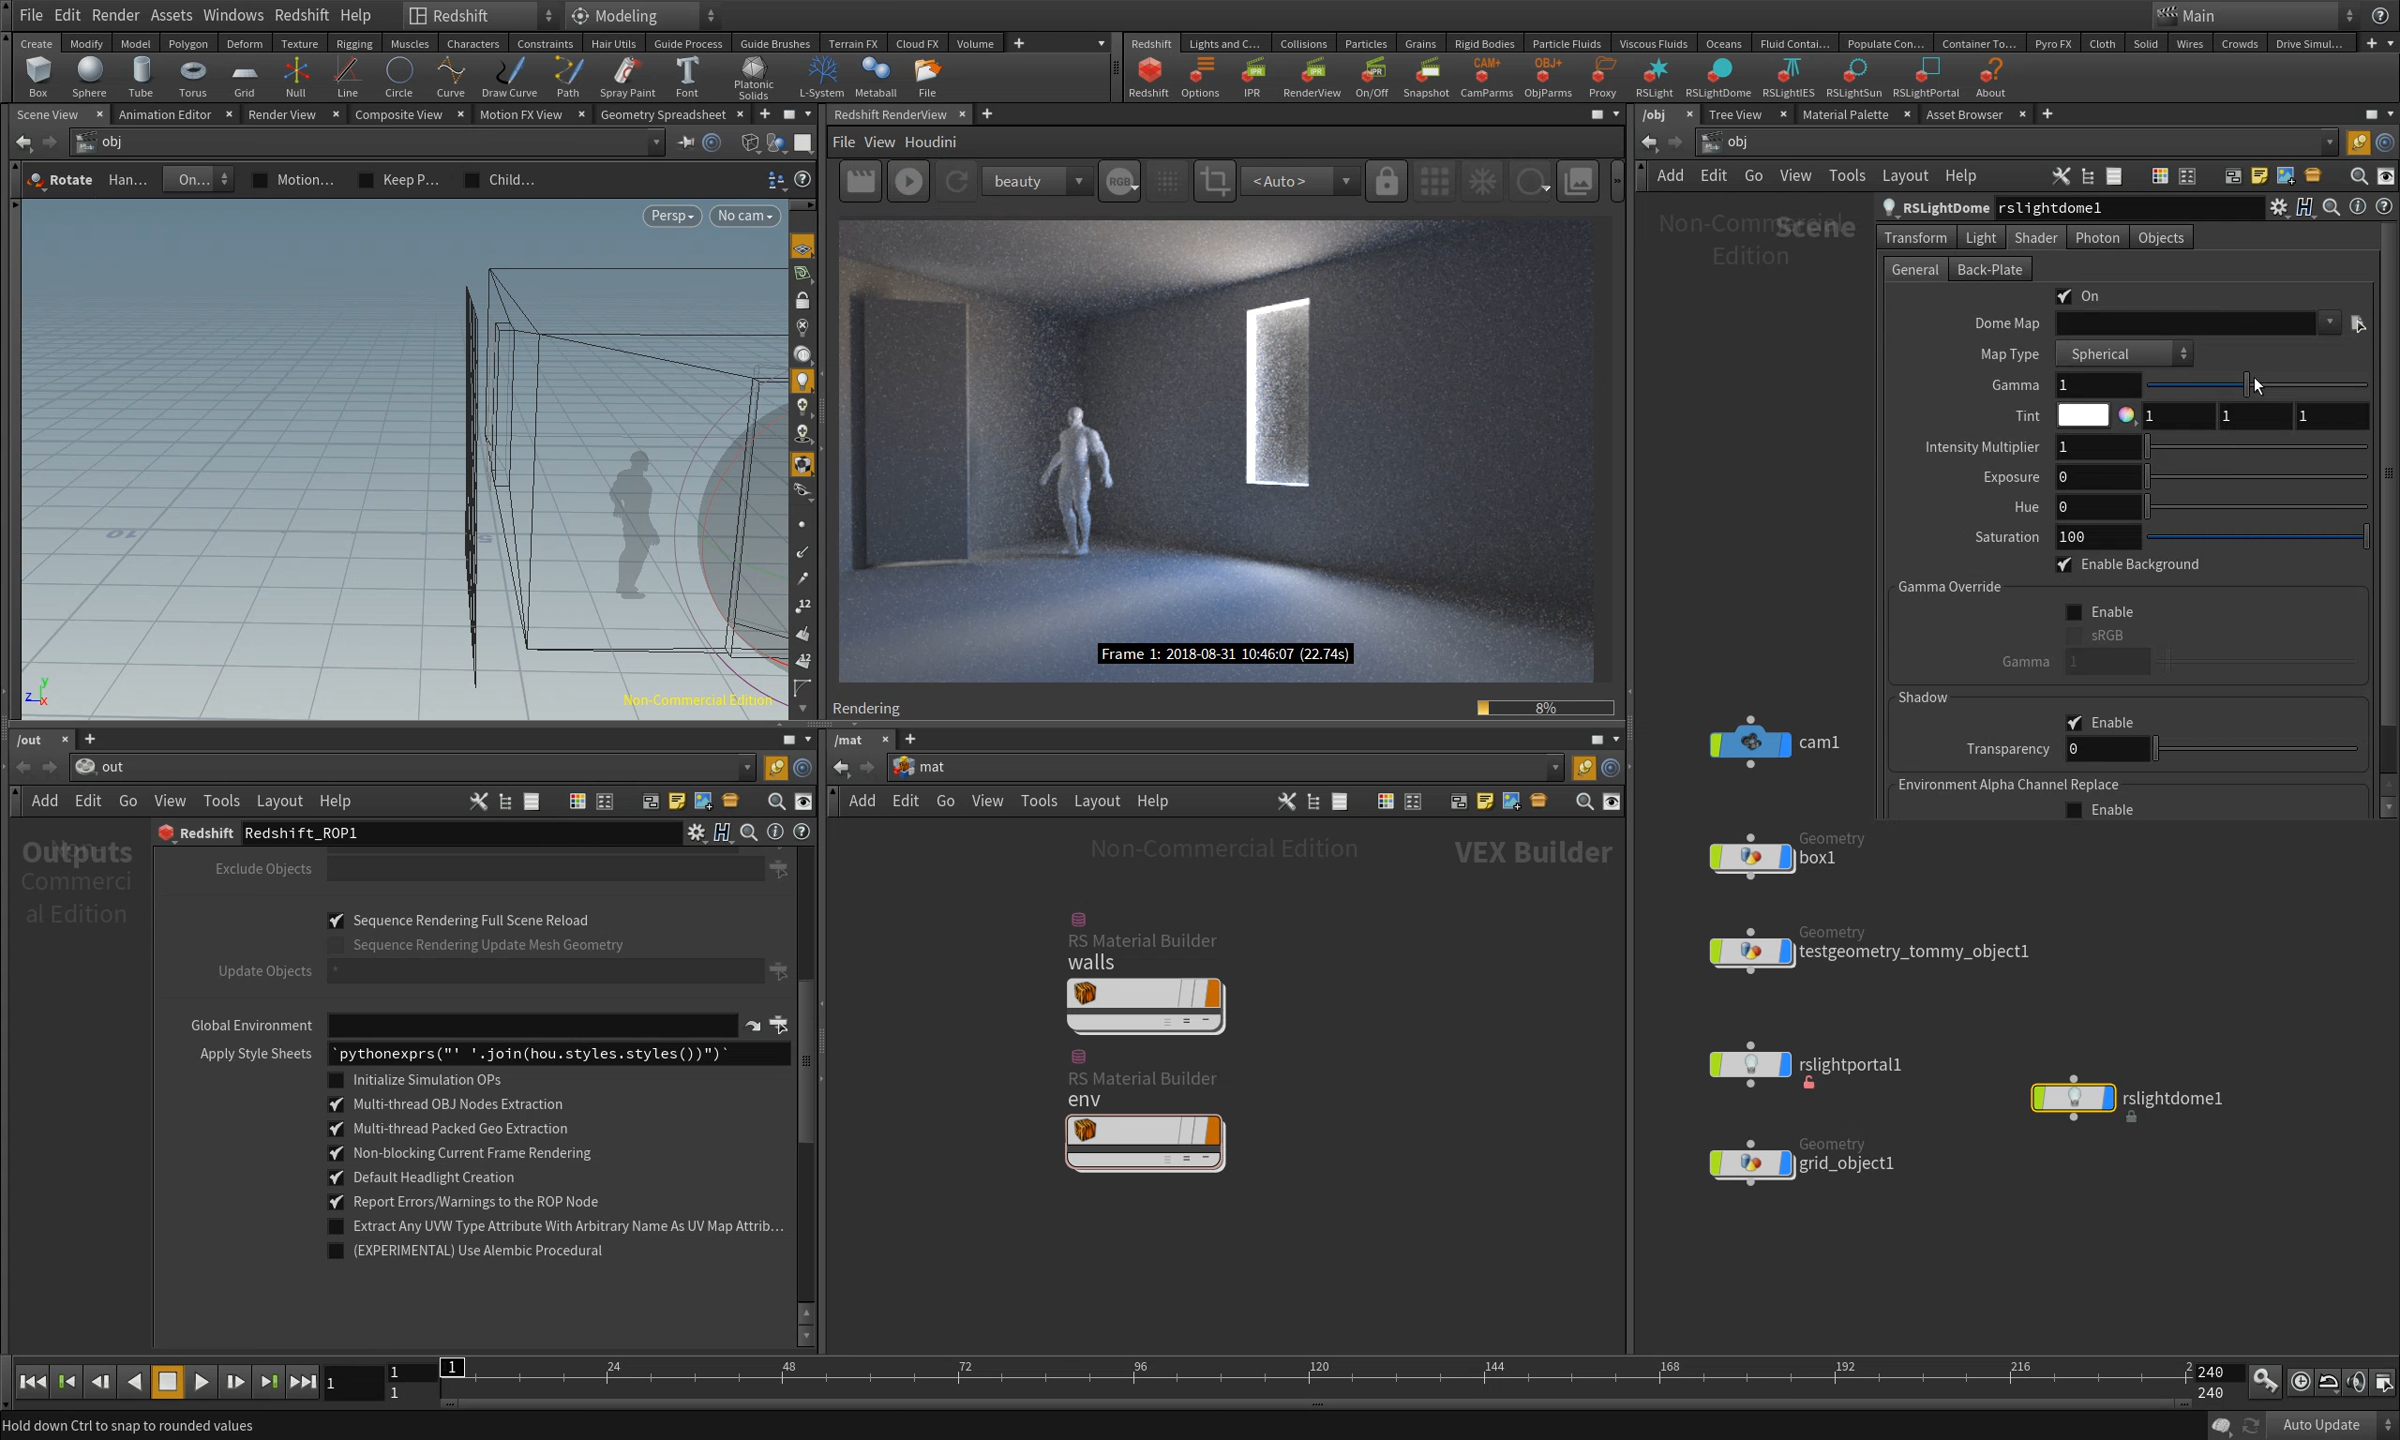 File Edit Render Assets Windows Redshift Help Redshift Modeling Main
Create Modify Model Polygon Deform Texture Rigging Muscles Characters Constraints Hair Utils Guide Process Guide Brushes Terrain FX Cloud FX Volume
Redshift Lights and C... Collisions Particles Grains Rigid Bodies Particle Fluids Viscous Fluids Oceans Fluid Contai... Populate Con... Container To... Pyro FX Cloth Solid Wires Crowds Drive Simul...
Box Sphere Tube Torus Grid Null Line Circle Curve Draw Curve Path Spray Paint Font Platonic Solids L-System Metaball File
Redshift Options IPR RenderView On/Off Snapshot CamParms ObjParms Proxy RSLight RSLightDome RSLightIES RSLightSun RSLightPortal About
Scene View Animation Editor Render View Composite View Motion FX View Geometry Spreadsheet
obj
Rotate Han... On... Motion... Keep P... Child...
Persp No cam
10
5
z y x
Non-Commercial Edition
Redshift RenderView
File View Houdini
beauty RGB <Auto>
Frame 1: 2018-08-31 10:46:07 (22.74s)
Rendering 8%
/obj Tree View Material Palette Asset Browser
obj
Add Edit Go View Tools Layout Help
Non-Commercial Edition
Scene
RSLightDome rslightdome1
Transform Light Shader Photon Objects
General Back-Plate
On
Dome Map
Map Type Spherical
Gamma 1
Tint 1 1 1
Intensity Multiplier 1
Exposure 0
Hue 0
Saturation 100
Enable Background
Gamma Override
Enable
sRGB
Gamma 1
Shadow
Enable
Transparency 0
Environment Alpha Channel Replace
Enable
cam1
Geometry
box1
Geometry
testgeometry_tommy_object1
rslightportal1
rslightdome1
Geometry
grid_object1
/out
out
Add Edit Go View Tools Layout Help
Outputs
Non-Commercial Edition
Redshift Redshift_ROP1
Exclude Objects
Sequence Rendering Full Scene Reload
Sequence Rendering Update Mesh Geometry
Update Objects *
Global Environment
Apply Style Sheets `pythonexprs("' '.join(hou.styles.styles())")`
Initialize Simulation OPs
Multi-thread OBJ Nodes Extraction
Multi-thread Packed Geo Extraction
Non-blocking Current Frame Rendering
Default Headlight Creation
Report Errors/Warnings to the ROP Node
Extract Any UVW Type Attribute With Arbitrary Name As UV Map Attrib...
(EXPERIMENTAL) Use Alembic Procedural
/mat
mat
Add Edit Go View Tools Layout Help
Non-Commercial Edition VEX Builder
RS Material Builder
walls
RS Material Builder
env
1 1 1 1 24 48 72 96 120 144 168 192 216 2 240 240
Hold down Ctrl to snap to rounded values
Auto Update